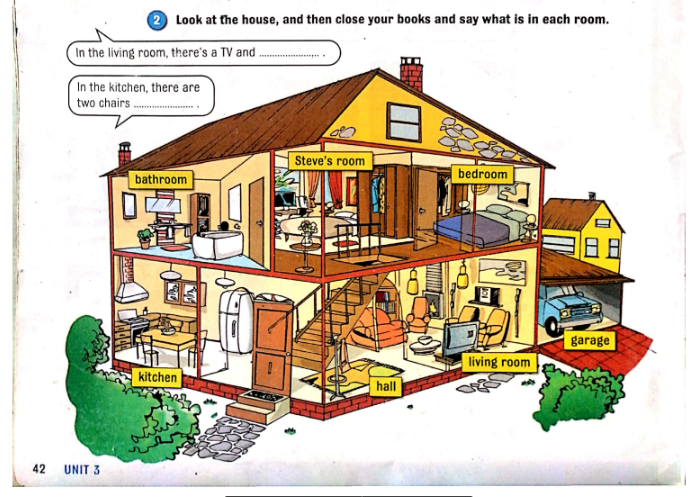 2 Look at the house, and then close your books and say what is in each room.
In the living room, there's a TV and ..................... .
In the kitchen, there are
two chairs ...................... .
Steve's room
bathroom
bedroom
garage
living room
kitchen
hall
42 UNIT 3